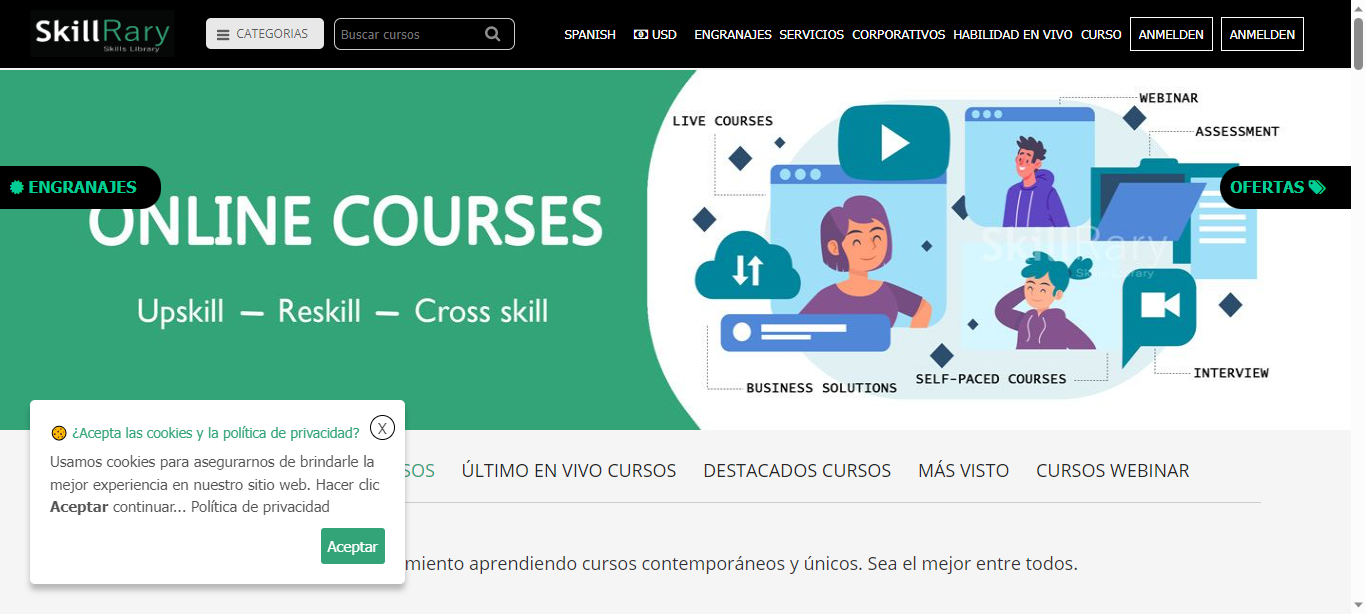 SkillRary
Skills Library
CATEGORIAS
Buscar cursos
SPANISH
USD
ENGRANAJES
SERVICIOS
CORPORATIVOS
HABILIDAD EN VIVO
CURSO
ANMELDEN
ANMELDEN
ENGRANAJES
OFERTAS
ONLINE COURSES
Upskill — Reskill — Cross skill
LIVE COURSES
WEBINAR
ASSESSMENT
SkillRary
Skills Library
BUSINESS SOLUTIONS
SELF-PACED COURSES
INTERVIEW
¿Acepta las cookies y la política de privacidad?
X
Usamos cookies para asegurarnos de brindarle la
mejor experiencia en nuestro sitio web. Hacer clic
Aceptar continuar... Política de privacidad
Aceptar
SOS
ÚLTIMO EN VIVO CURSOS
DESTACADOS CURSOS
MÁS VISTO
CURSOS WEBINAR
miento aprendiendo cursos contemporáneos y únicos. Sea el mejor entre todos.